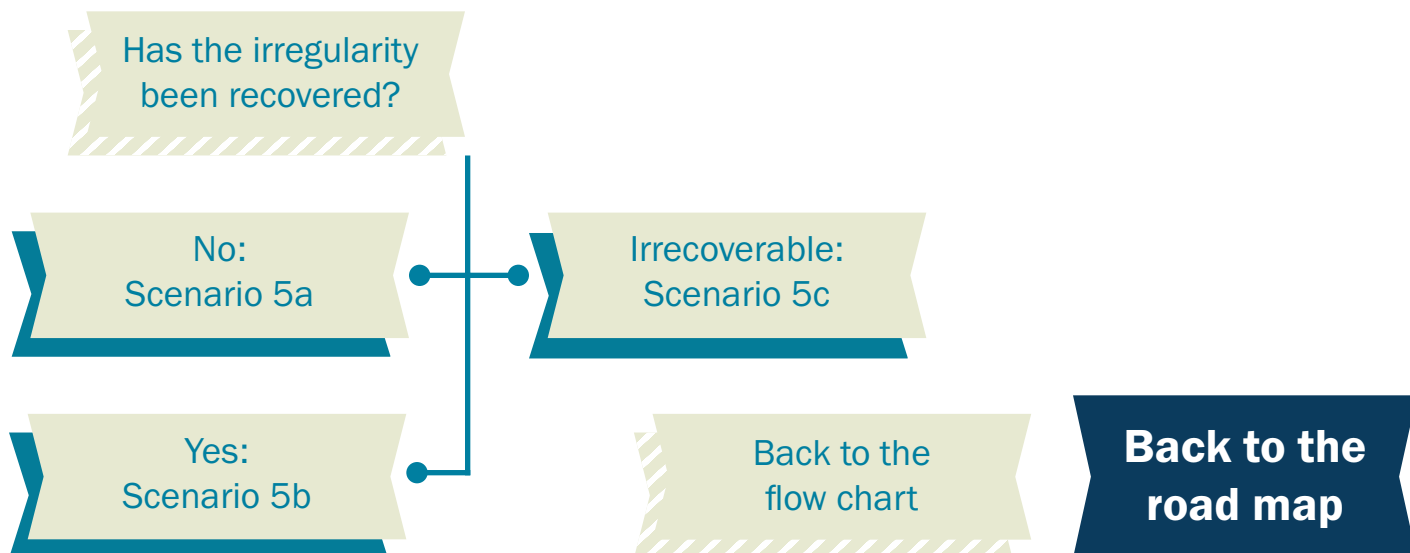 Has the irregularity
been recovered?
No:
Scenario 5a
Irrecoverable:
Scenario 5c
Yes:
Scenario 5b
Back to the
flow chart
Back to the
road map